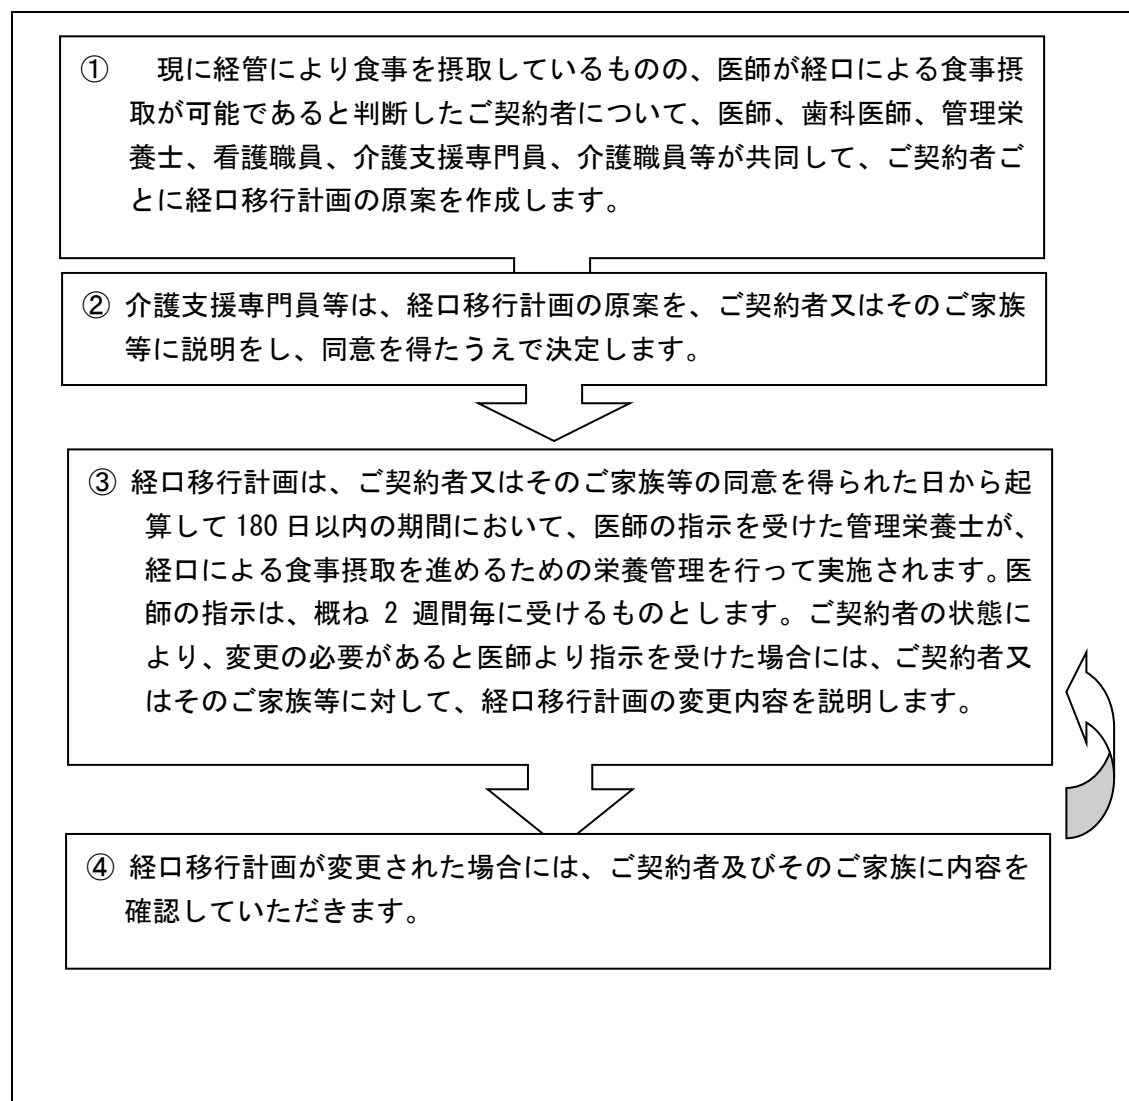 ① 現に経管により食事を摂取しているものの、医師が経口による食事摂
取が可能であると判断したご契約者について、医師、歯科医師、管理栄
養士、看護職員、介護支援専門員、介護職員等が共同して、ご契約者ご
とに経口移行計画の原案を作成します。
② 介護支援専門員等は、経口移行計画の原案を、ご契約者又はそのご家族
等に説明をし、同意を得たうえで決定します。
③ 経口移行計画は、ご契約者又はそのご家族等の同意を得られた日から起
算して 180 日以内の期間において、医師の指示を受けた管理栄養士が、
経口による食事摂取を進めるための栄養管理を行って実施されます。医
師の指示は、概ね 2 週間毎に受けるものとします。ご契約者の状態に
より、変更の必要があると医師より指示を受けた場合には、ご契約者又
はそのご家族等に対して、経口移行計画の変更内容を説明します。
④ 経口移行計画が変更された場合には、ご契約者及びそのご家族に内容を
確認していただきます。